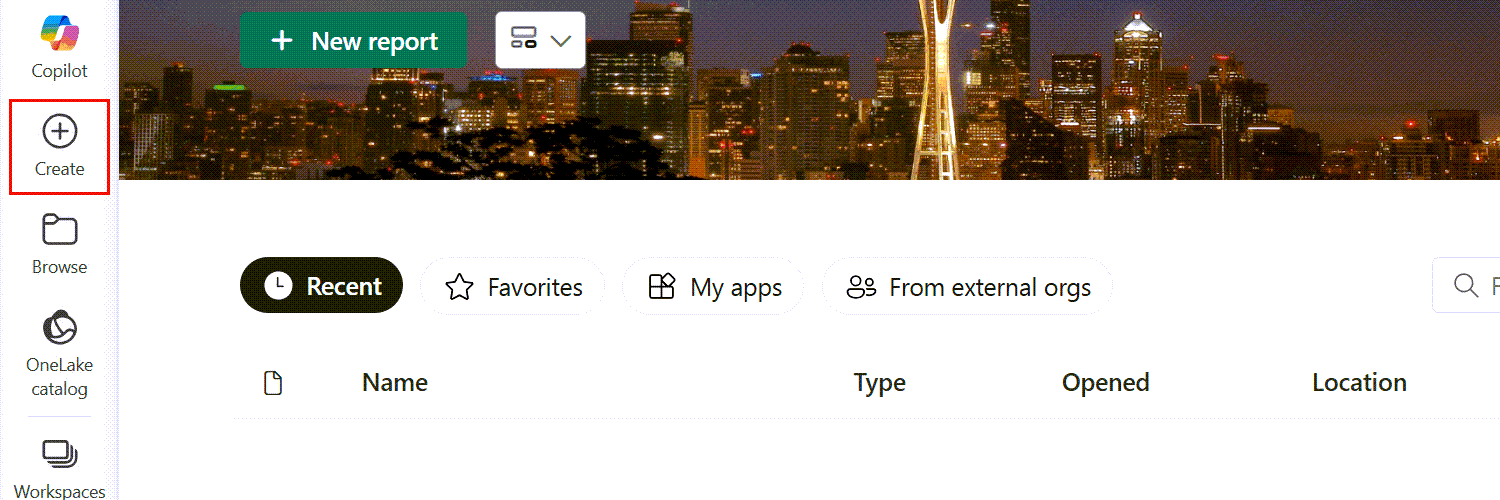 Copilot
Create
Browse
OneLake
catalog
Workspaces
New report
Recent
Favorites
My apps
From external orgs
Name
Type
Opened
Location